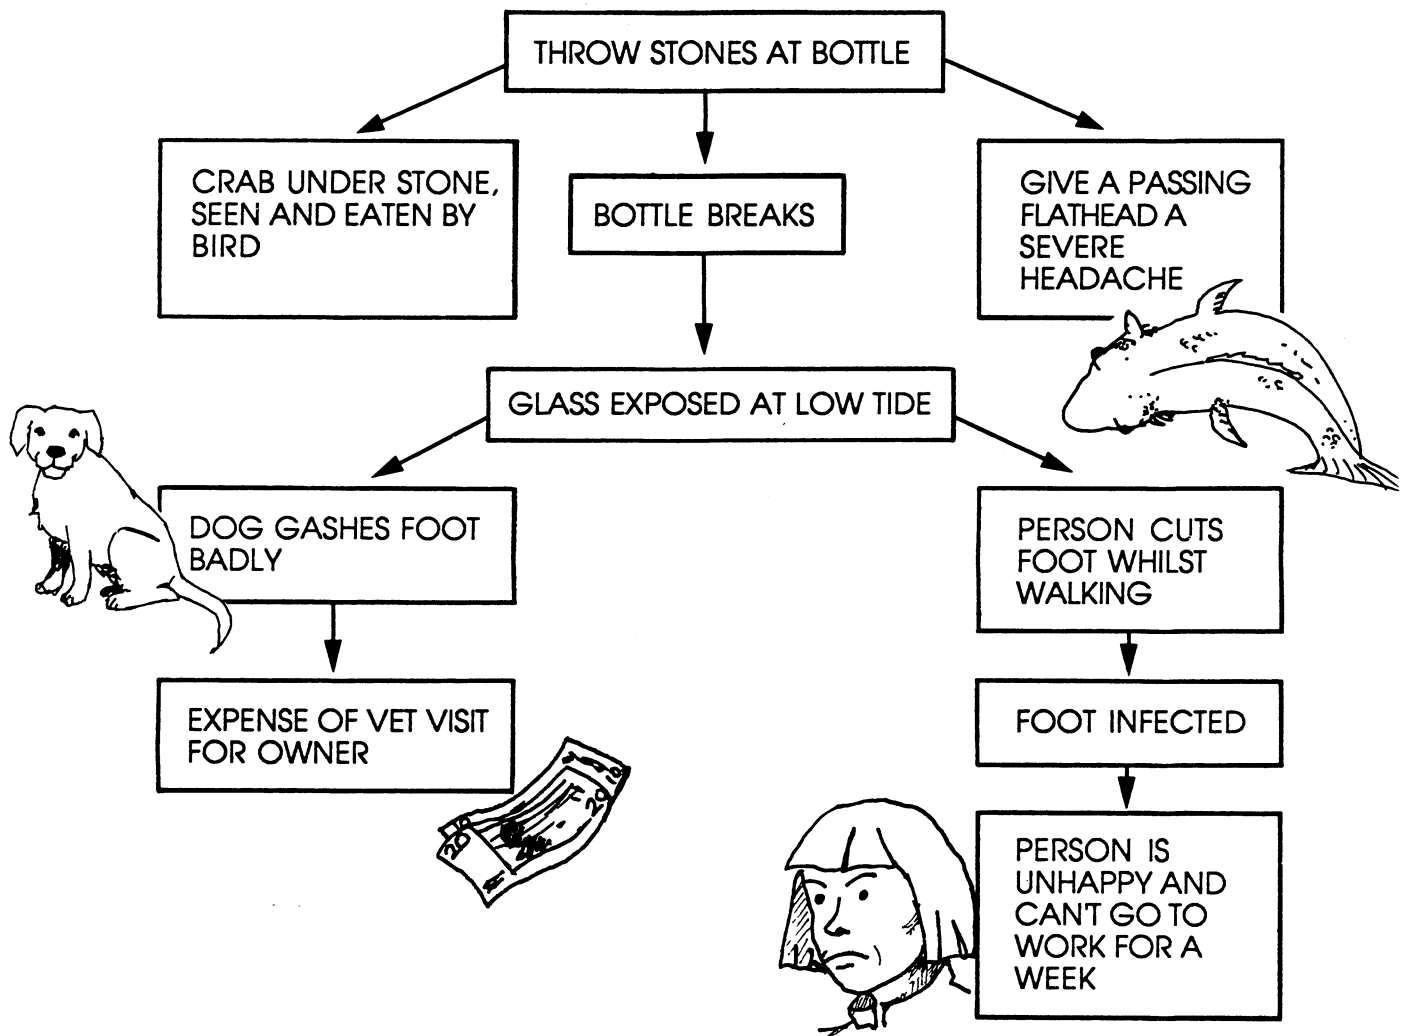 THROW STONES AT BOTTLE
CRAB UNDER STONE,
SEEN AND EATEN BY
BIRD
BOTTLE BREAKS
GIVE A PASSING
FLATHEAD A
SEVERE
HEADACHE
GLASS EXPOSED AT LOW TIDE
DOG GASHES FOOT
BADLY
PERSON CUTS
FOOT WHILST
WALKING
EXPENSE OF VET VISIT
FOR OWNER
FOOT INFECTED
20
20
PERSON IS
UNHAPPY AND
CAN'T GO TO
WORK FOR A
WEEK